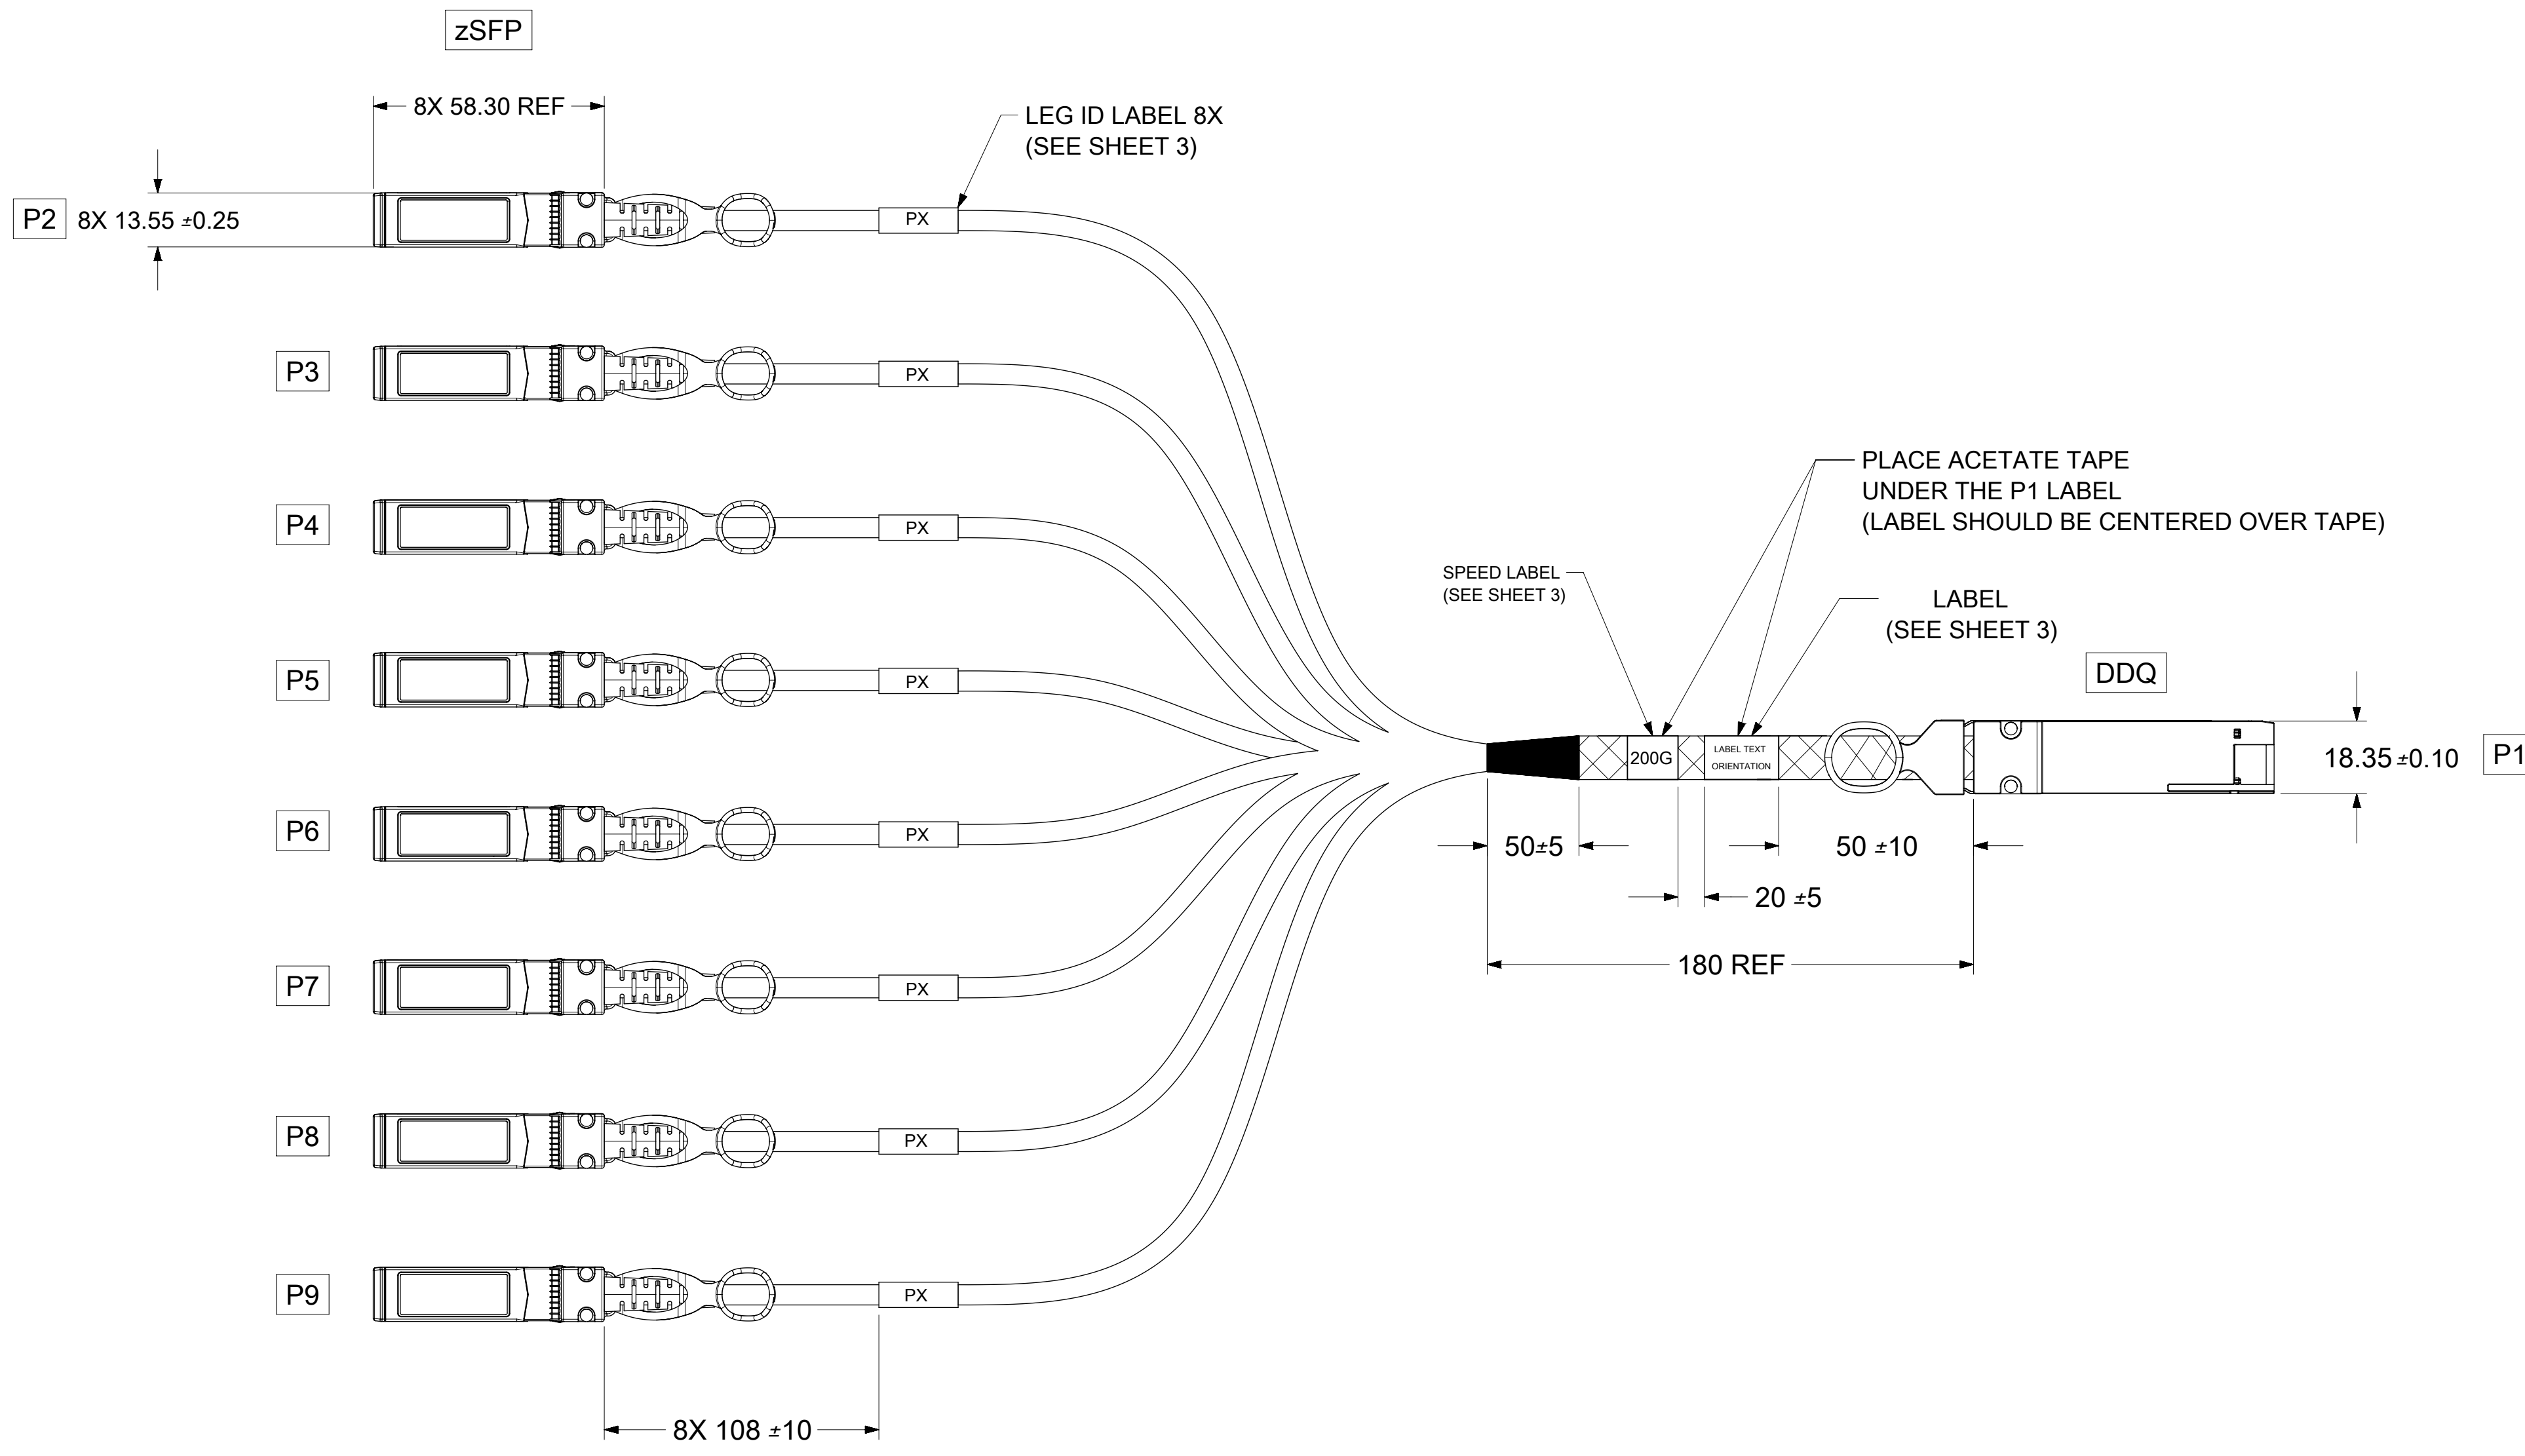 zSFP
8X 58.30 REF
LEG ID LABEL 8X
(SEE SHEET 3)
P2
8X 13.55 ±0.25
PX
P3
PX
PLACE ACETATE TAPE
UNDER THE P1 LABEL
(LABEL SHOULD BE CENTERED OVER TAPE)
P4
PX
SPEED LABEL
(SEE SHEET 3)
LABEL
(SEE SHEET 3)
P5
PX
DDQ
200G
LABEL TEXT
ORIENTATION
18.35 ±0.10
P1
P6
PX
50±5
50 ±10
20 ±5
180 REF
P7
PX
P8
PX
P9
PX
8X 108 ±10